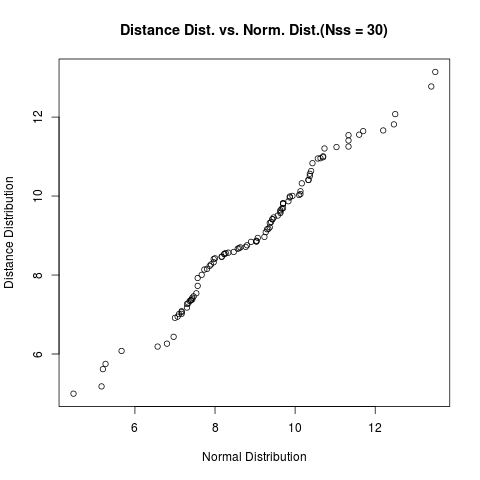 Distance Dist. vs. Norm. Dist.(Nss = 30)
Distance Distribution
12
10
8
6
6 8 10 12
Normal Distribution